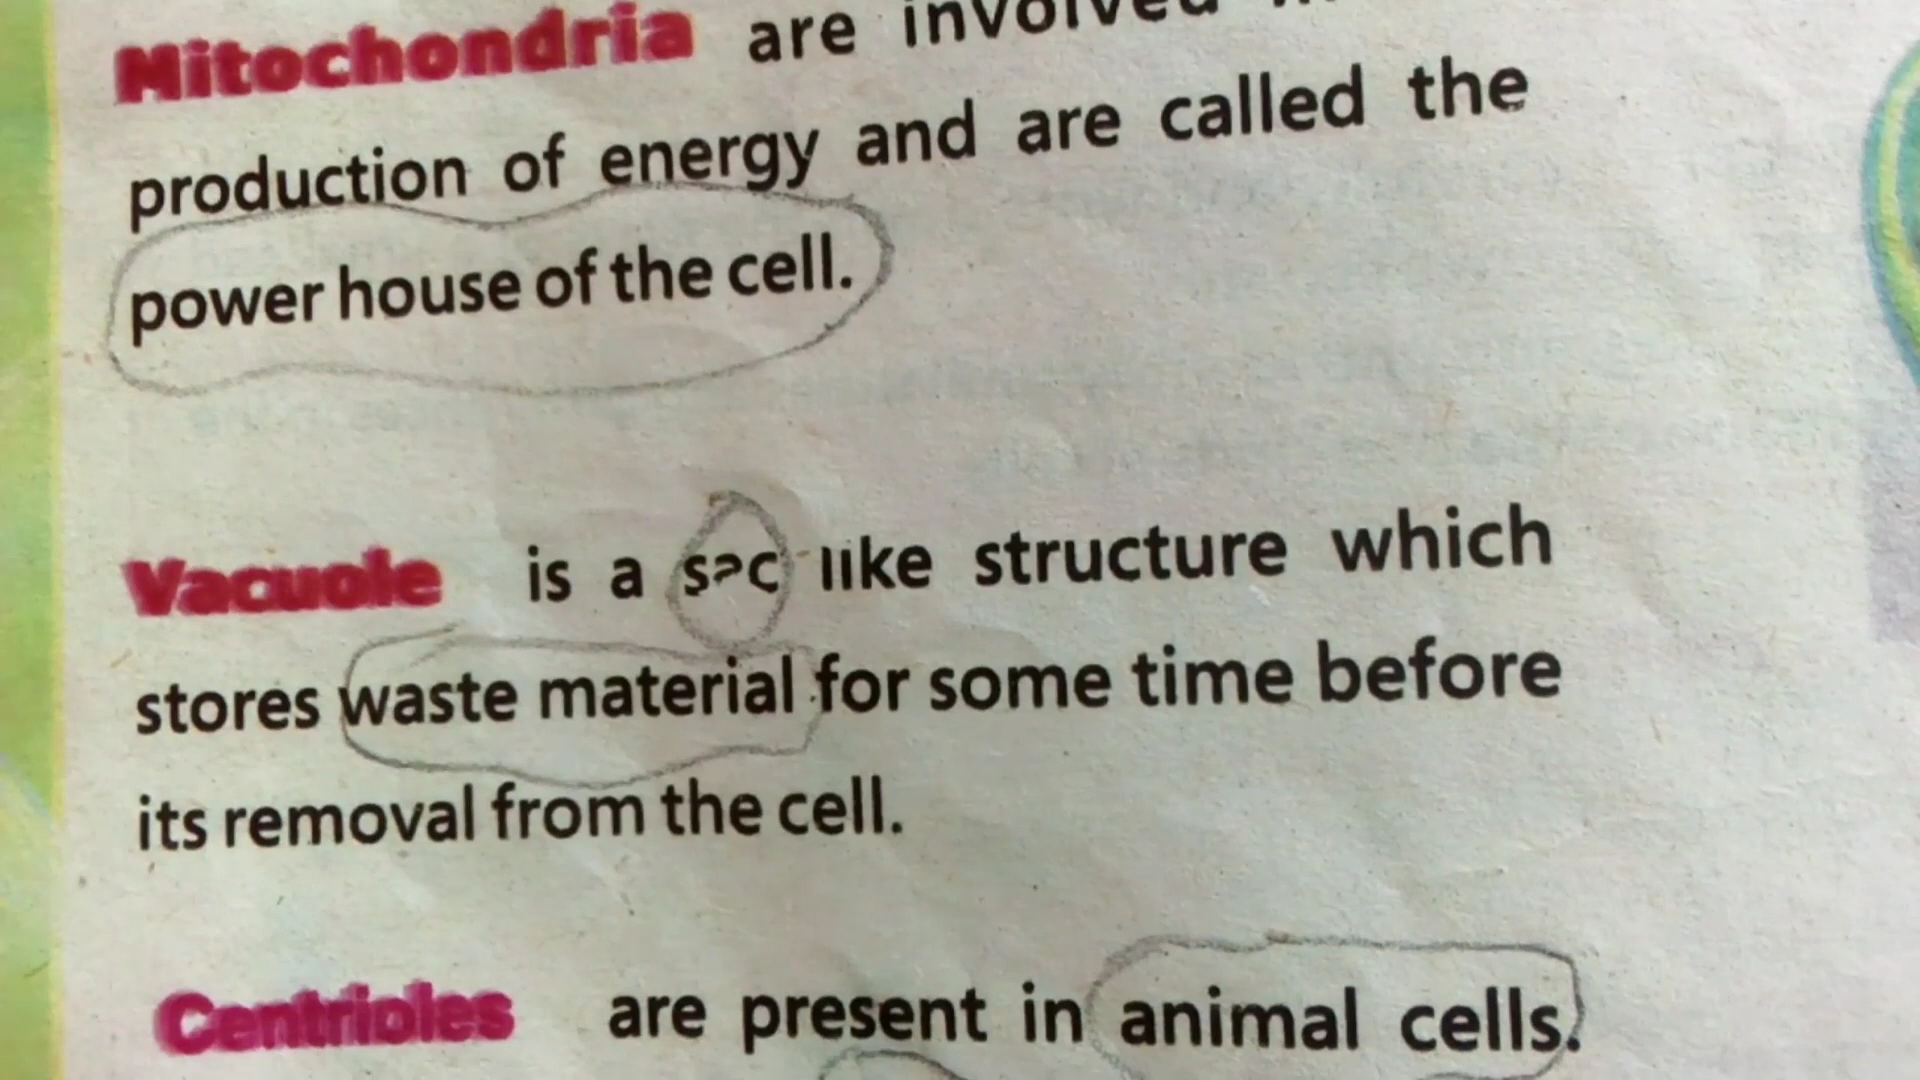 Mitochondria are involved
production of energy and are called the
power house of the cell.
Vacuole is a sac like structure which
stores waste material for some time before
its removal from the cell.
Centrioles are present in animal cells.